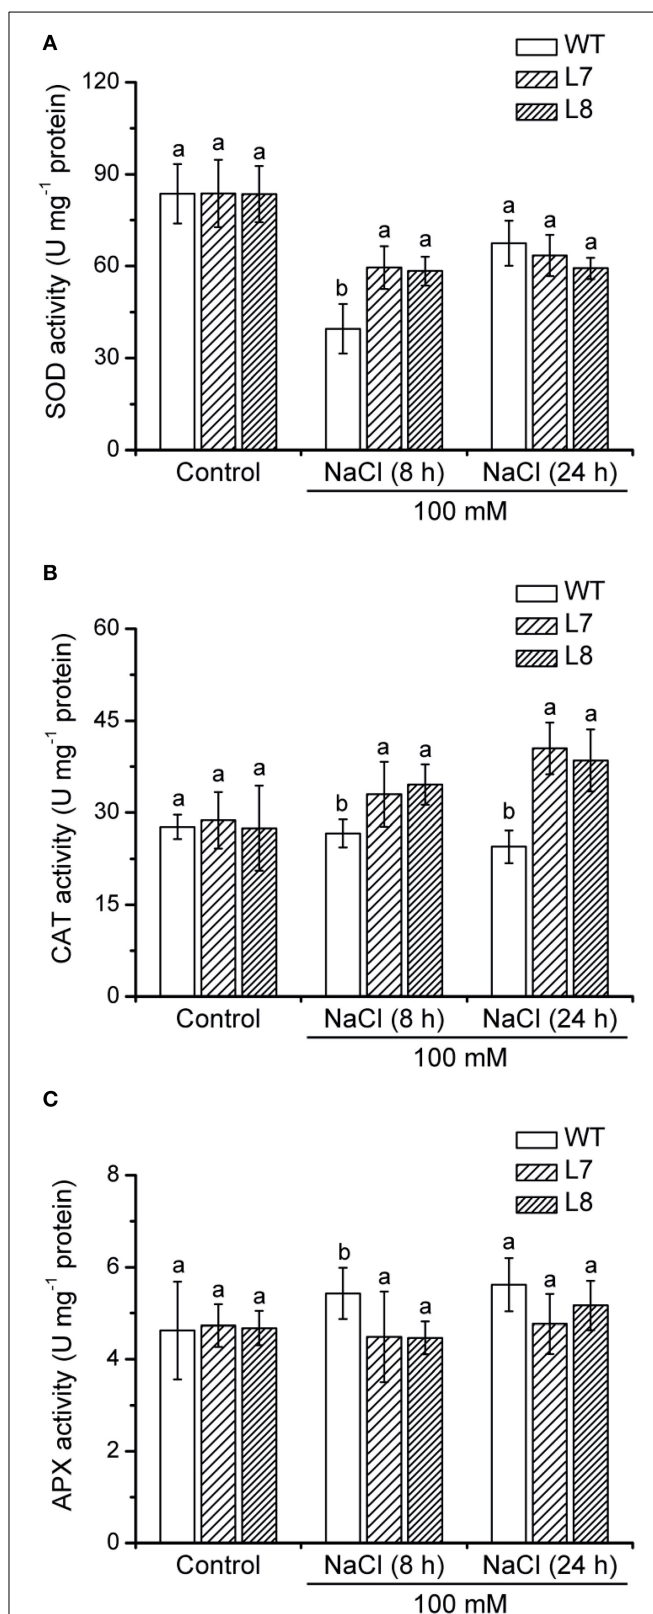 A
WT
L7
L8
SOD activity (U mg⁻¹ protein)
120
90
60
30
0
a a a
b a a
a a a
Control NaCl (8 h) NaCl (24 h)
100 mM
B
WT
L7
L8
CAT activity (U mg⁻¹ protein)
60
45
30
15
0
a a a
b a a
b a a
Control NaCl (8 h) NaCl (24 h)
100 mM
C
WT
L7
L8
APX activity (U mg⁻¹ protein)
8
6
4
2
0
a a a
b a a
a a a
Control NaCl (8 h) NaCl (24 h)
100 mM